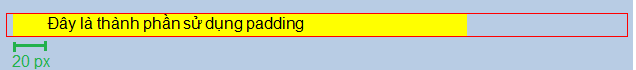 Đây là thành phần sử dụng padding
20 px